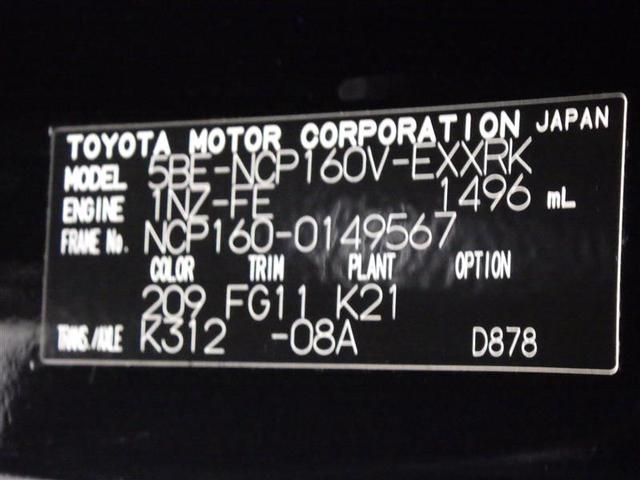 TOYOTA MOTOR CORPORATION JAPAN
MODEL 5BE-NCP160V-EXXRK
ENGINE 1NZ-FE 1496 mL
FRAME No. NCP160-0149567
COLOR TRIM PLANT OPTION
209 FG11 K21
TRANS./AXLE K312 -08A D878